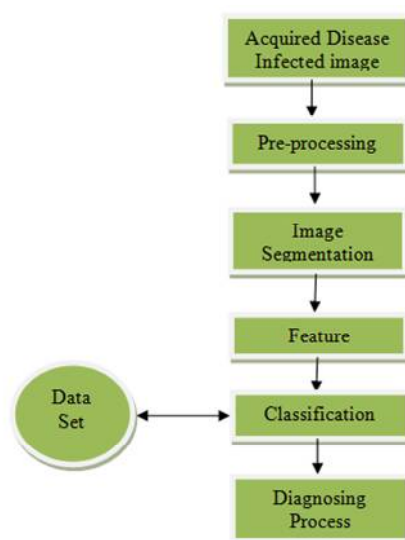 Acquired Disease
Infected image
Pre-processing
Image
Segmentation
Feature
Data
Set
Classification
Diagnosing
Process